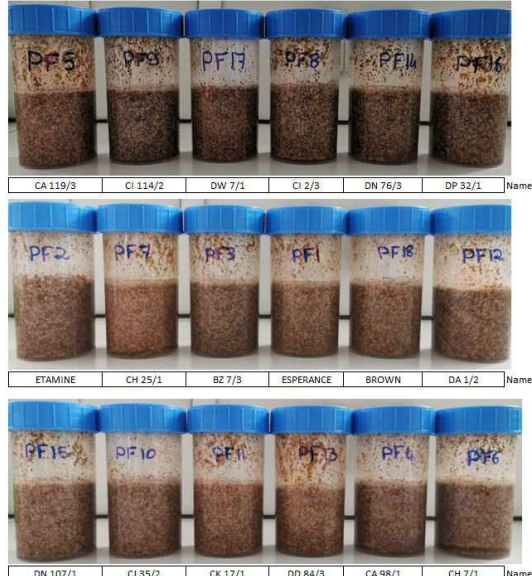 PF5 PF9 PF17 PF8 PF14 PF16
CA 119/3 CI 114/2 DW 7/1 CI 2/3 DN 76/3 DP 32/1 Name
PF2 PF7 PF3 PF1 PF18 PF12
ETAMINE CH 25/1 BZ 7/3 ESPERANCE BROWN DA 1/2 Name
PF15 PF10 PF11 PF13 PF4 PF6
DN 107/1 CI 35/2 CK 17/1 DD 84/3 CA 98/1 CH 7/1 Name